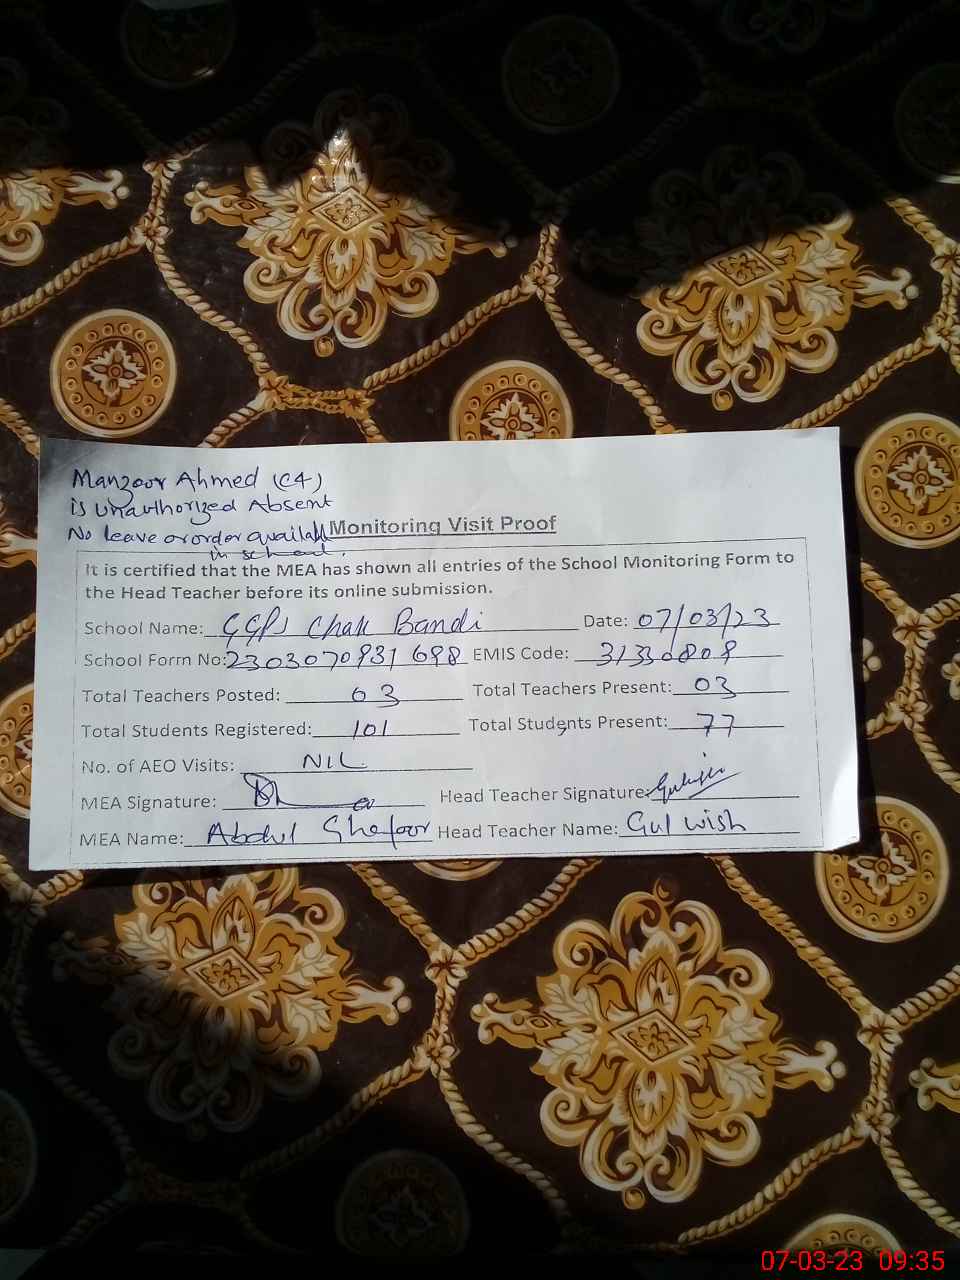 Manzoor Ahmed (C4)
is unauthorized Absent
No leave or order available
in school.
Monitoring Visit Proof
It is certified that the MEA has shown all entries of the School Monitoring Form to
the Head Teacher before its online submission.
School Name: GGPS Chak Bandi Date: 07/03/23
School Form No: 2303070931698 EMIS Code: 31330809
Total Teachers Posted: 03 Total Teachers Present: 03
Total Students Registered: 101 Total Students Present: 77
No. of AEO Visits: NIL
MEA Signature: Head Teacher Signature:
MEA Name: Abdul Ghafoor Head Teacher Name: Gul wish
07-03-23 09:35